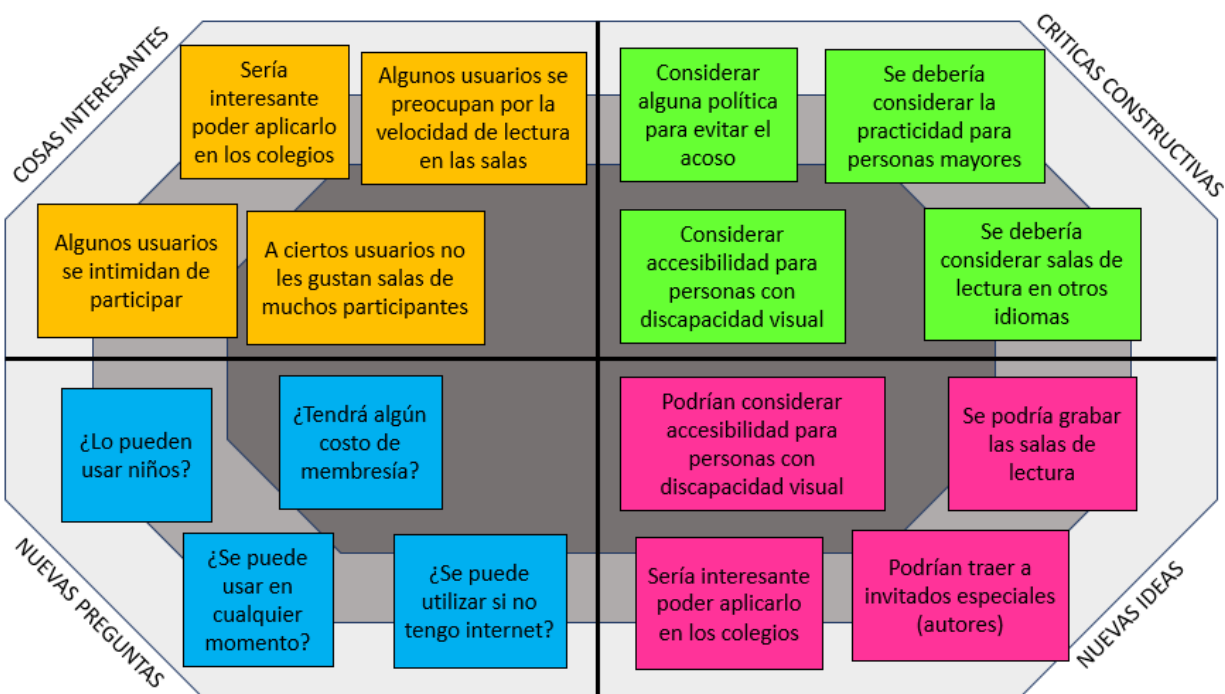 COSAS INTERESANTES
Sería
interesante
poder aplicarlo
en los colegios
Algunos usuarios se
preocupan por la
velocidad de lectura
en las salas
Algunos usuarios
se intimidan de
participar
A ciertos usuarios no
les gustan salas de
muchos participantes
CRITICAS CONSTRUCTIVAS
Considerar
alguna política
para evitar el
acoso
Se debería
considerar la
practicidad para
personas mayores
Considerar
accesibilidad para
personas con
discapacidad visual
Se debería
considerar salas de
lectura en otros
idiomas
NUEVAS PREGUNTAS
¿Lo pueden
usar niños?
¿Tendrá algún
costo de
membresía?
¿Se puede
usar en
cualquier
momento?
¿Se puede
utilizar si no
tengo internet?
NUEVAS IDEAS
Podrían considerar
accesibilidad para
personas con
discapacidad visual
Se podría grabar
las salas de
lectura
Sería interesante
poder aplicarlo
en los colegios
Podrían traer a
invitados especiales
(autores)